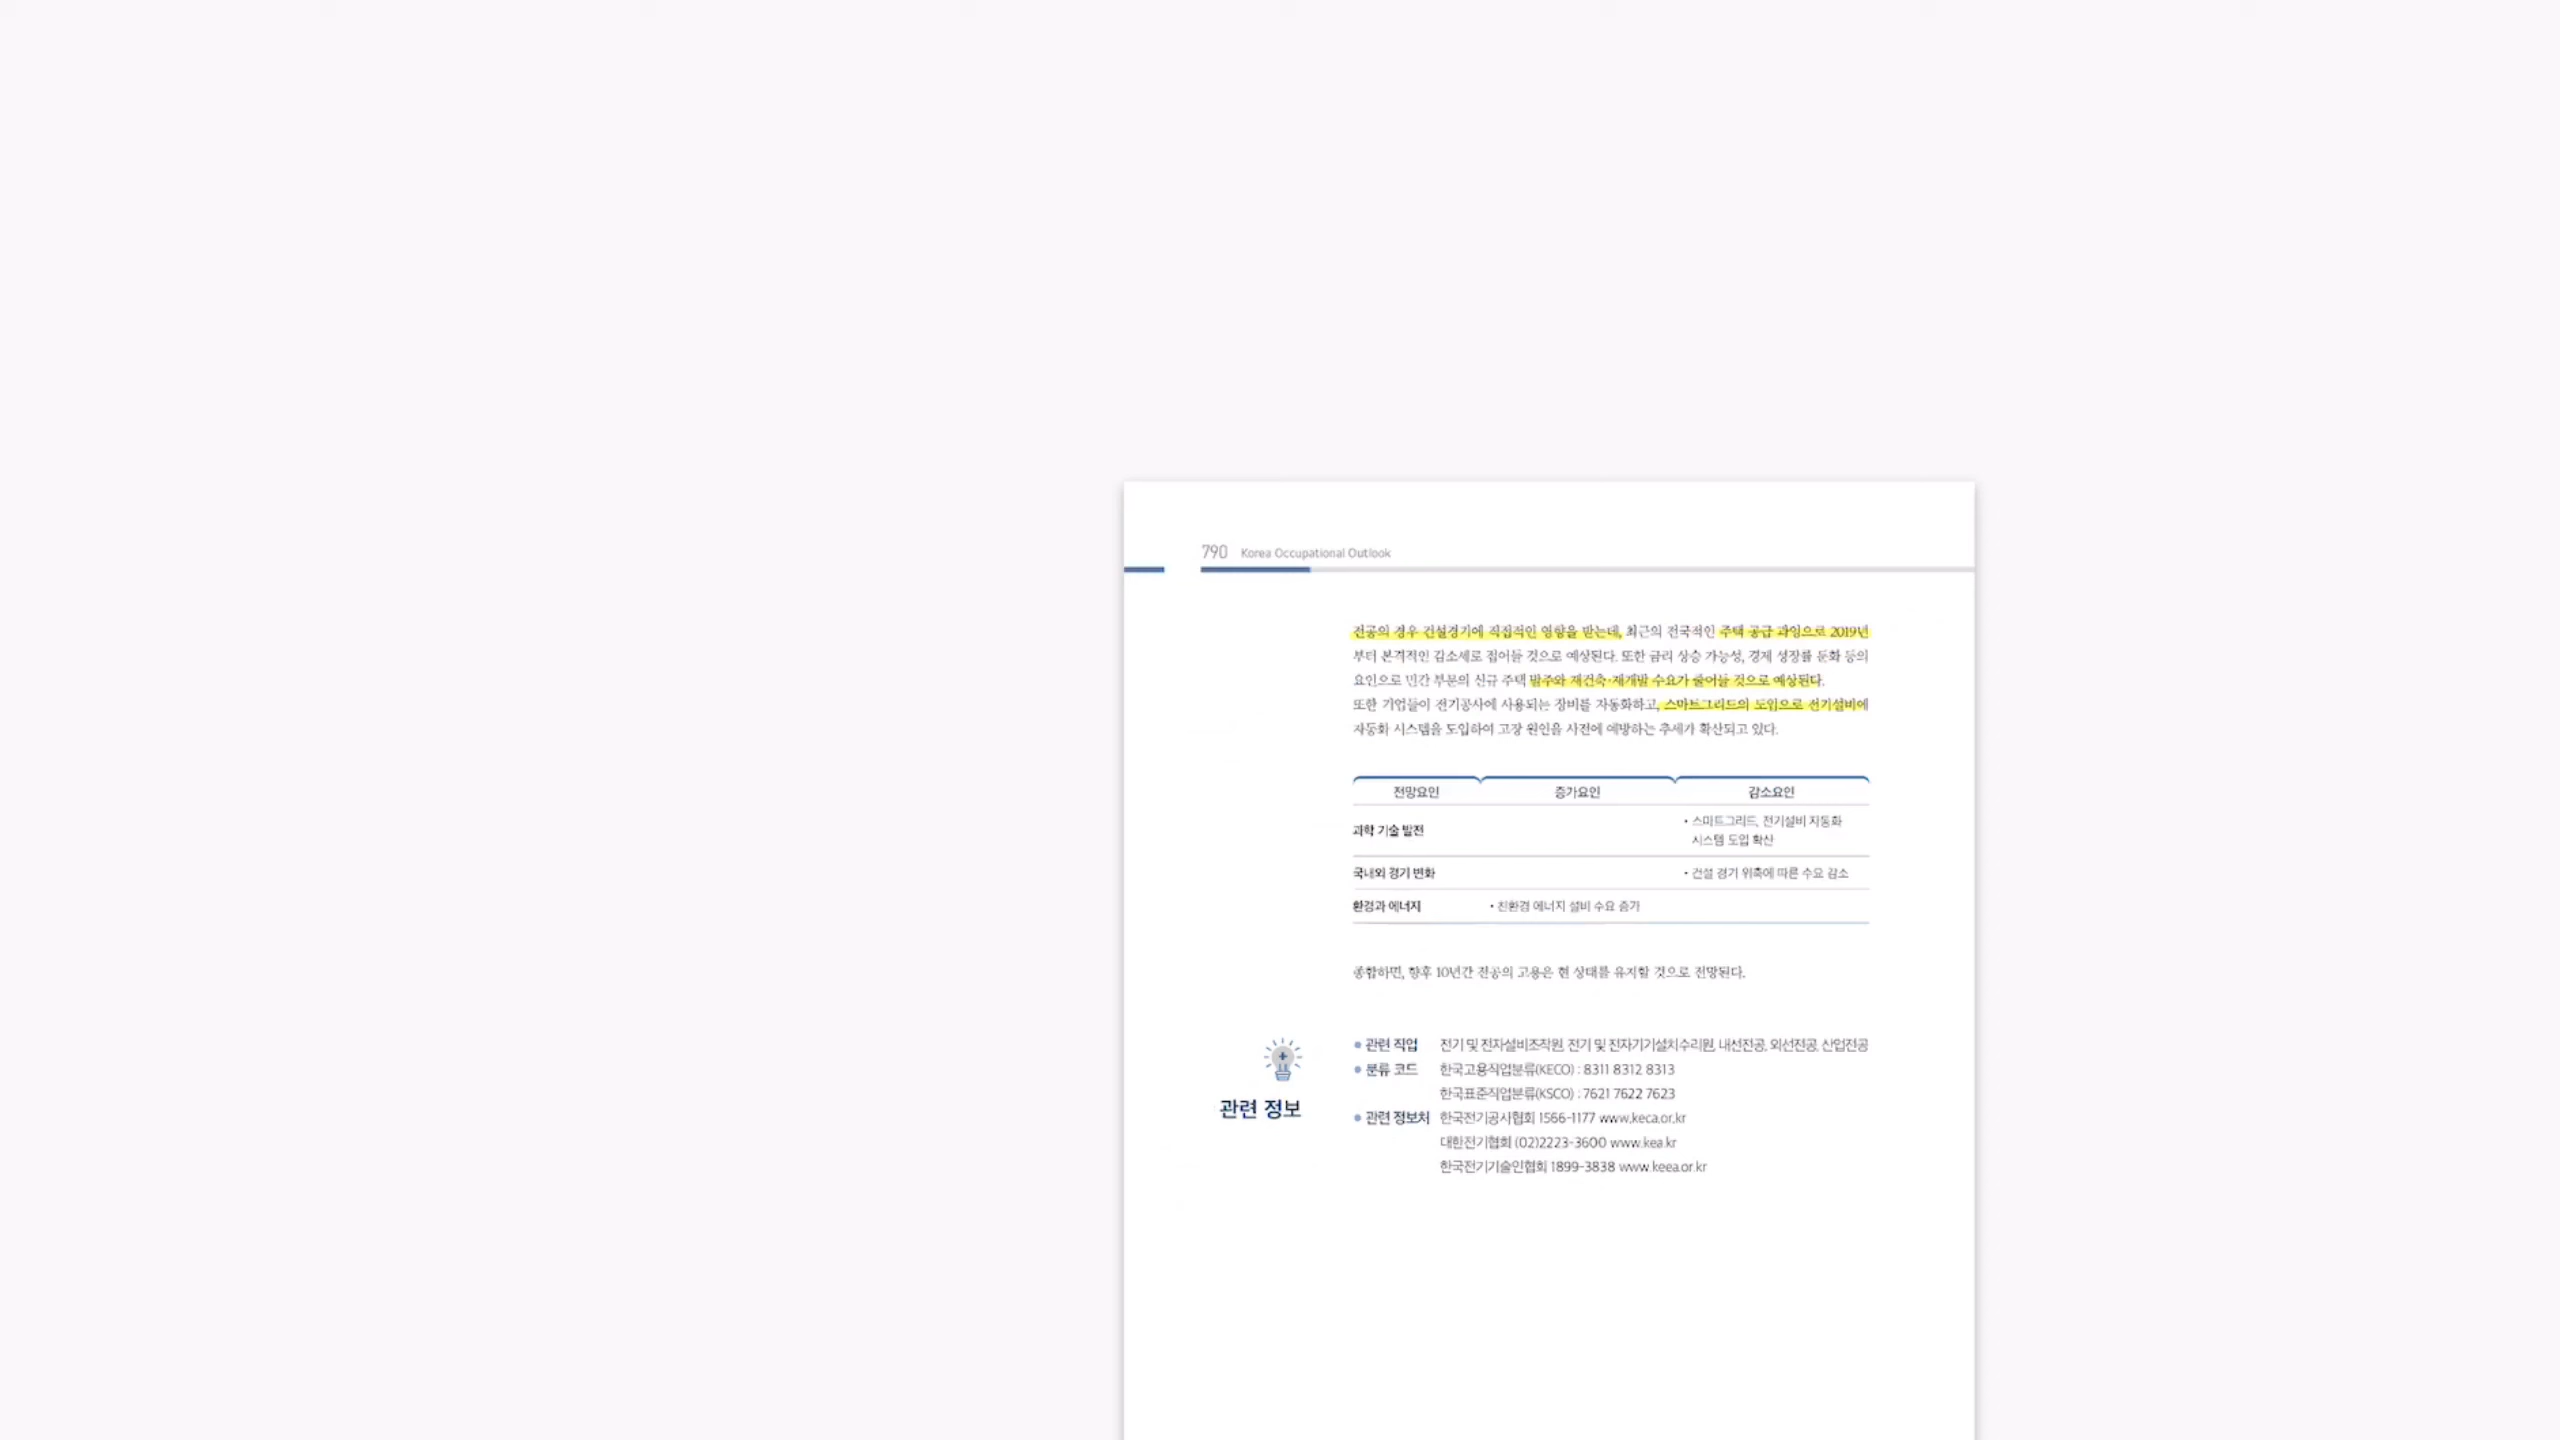 790 Korea Occupational Outlook
전공의 경우 건설경기에 직접적인 영향을 받는데, 최근의 전국적인 주택 공급 과잉으로 2019년
부터 본격적인 감소세로 접어들 것으로 예상된다. 또한 금리 상승 가능성, 경제 성장률 둔화 등의
요인으로 민간 부문의 신규 주택 발주와 재건축·재개발 수요가 줄어들 것으로 예상된다.
또한 기업들이 전기공사에 사용되는 장비를 자동화하고, 스마트그리드의 도입으로 전기설비에
자동화 시스템을 도입하여 고장 원인을 사전에 예방하는 추세가 확산되고 있다.
전망요인 증가요인 감소요인
과학 기술 발전 • 스마트그리드, 전기설비 자동화
시스템 도입 확산
국내외 경기 변화 • 건설 경기 위축에 따른 수요 감소
환경과 에너지 • 친환경 에너지 설비 수요 증가
종합하면, 향후 10년간 전공의 고용은 현 상태를 유지할 것으로 전망된다.
관련 정보
• 관련 직업 전기 및 전자설비조작원, 전기 및 전자기기설치수리원, 내선전공, 외선전공, 산업전공
• 분류 코드 한국고용직업분류(KECO) : 8311 8312 8313
한국표준직업분류(KSCO) : 7621 7622 7623
• 관련 정보처 한국전기공사협회 1566-1177 www.keca.or.kr
대한전기협회 (02)2223-3600 www.kea.kr
한국전기기술인협회 1899-3838 www.keea.or.kr